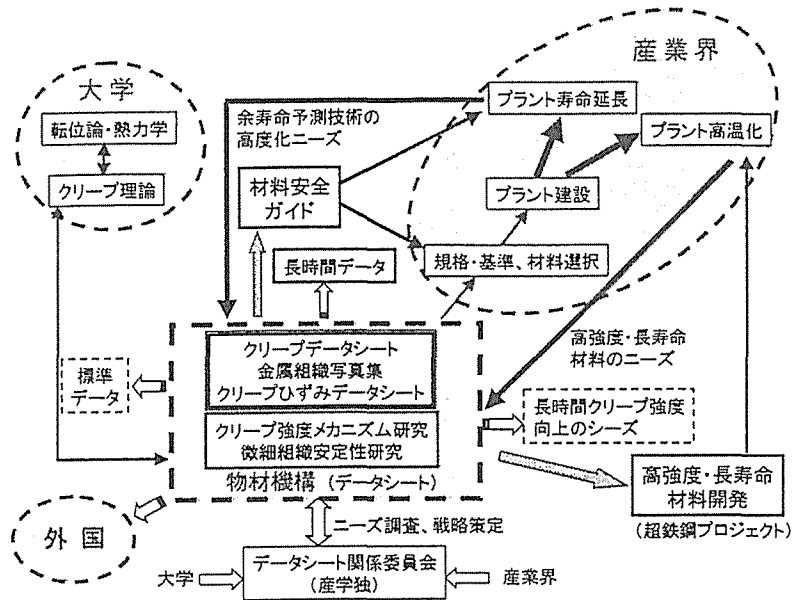 産業界
大学
転位論・熱力学
クリープ理論
余寿命予測技術の
高度化ニーズ
プラント寿命延長
プラント高温化
材料安全
ガイド
プラント建設
長時間データ
規格・基準、材料選択
クリープデータシート
金属組織写真集
クリープひずみデータシート
高強度・長寿命
材料のニーズ
標準
データ
クリープ強度メカニズム研究
微細組織安定性研究
長時間クリープ強度
向上のシーズ
物材機構（データシート）
高強度・長寿命
材料開発
(超鉄鋼プロジェクト)
外国
ニーズ調査、戦略策定
大学
データシート関係委員会
(産学独)
産業界